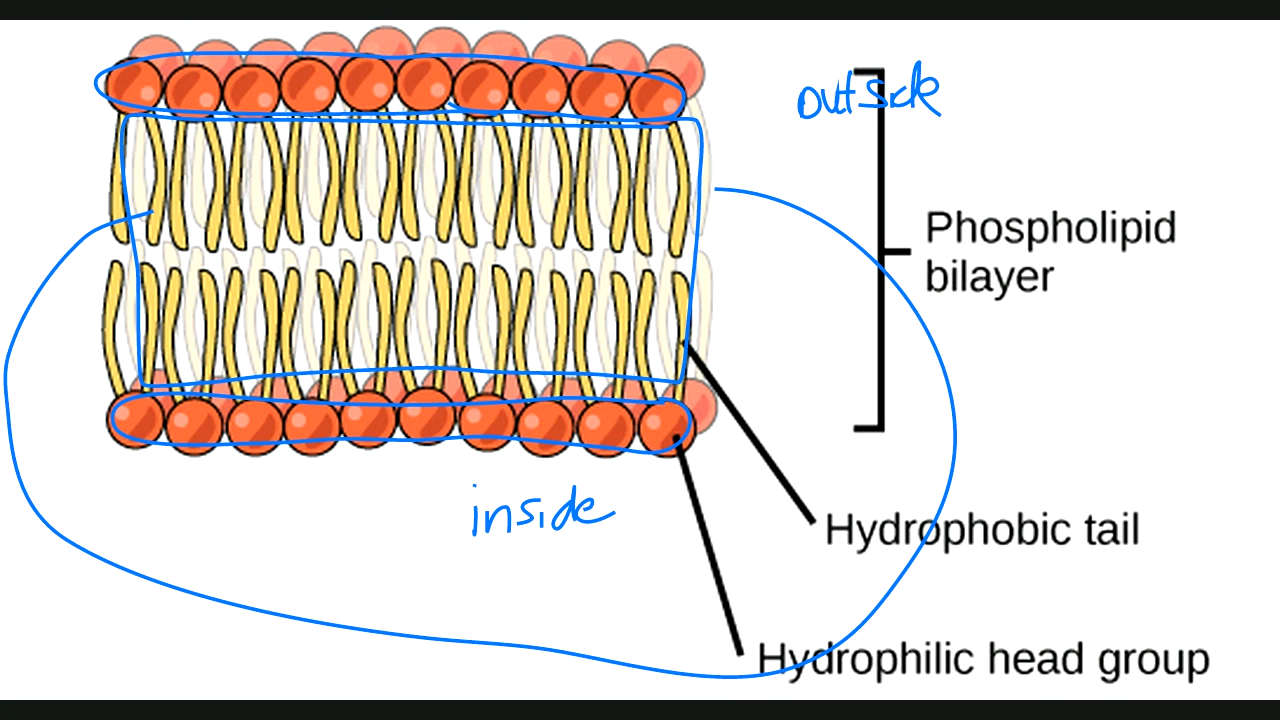 outside
Phospholipid
bilayer
inside
Hydrophobic tail
Hydrophilic head group